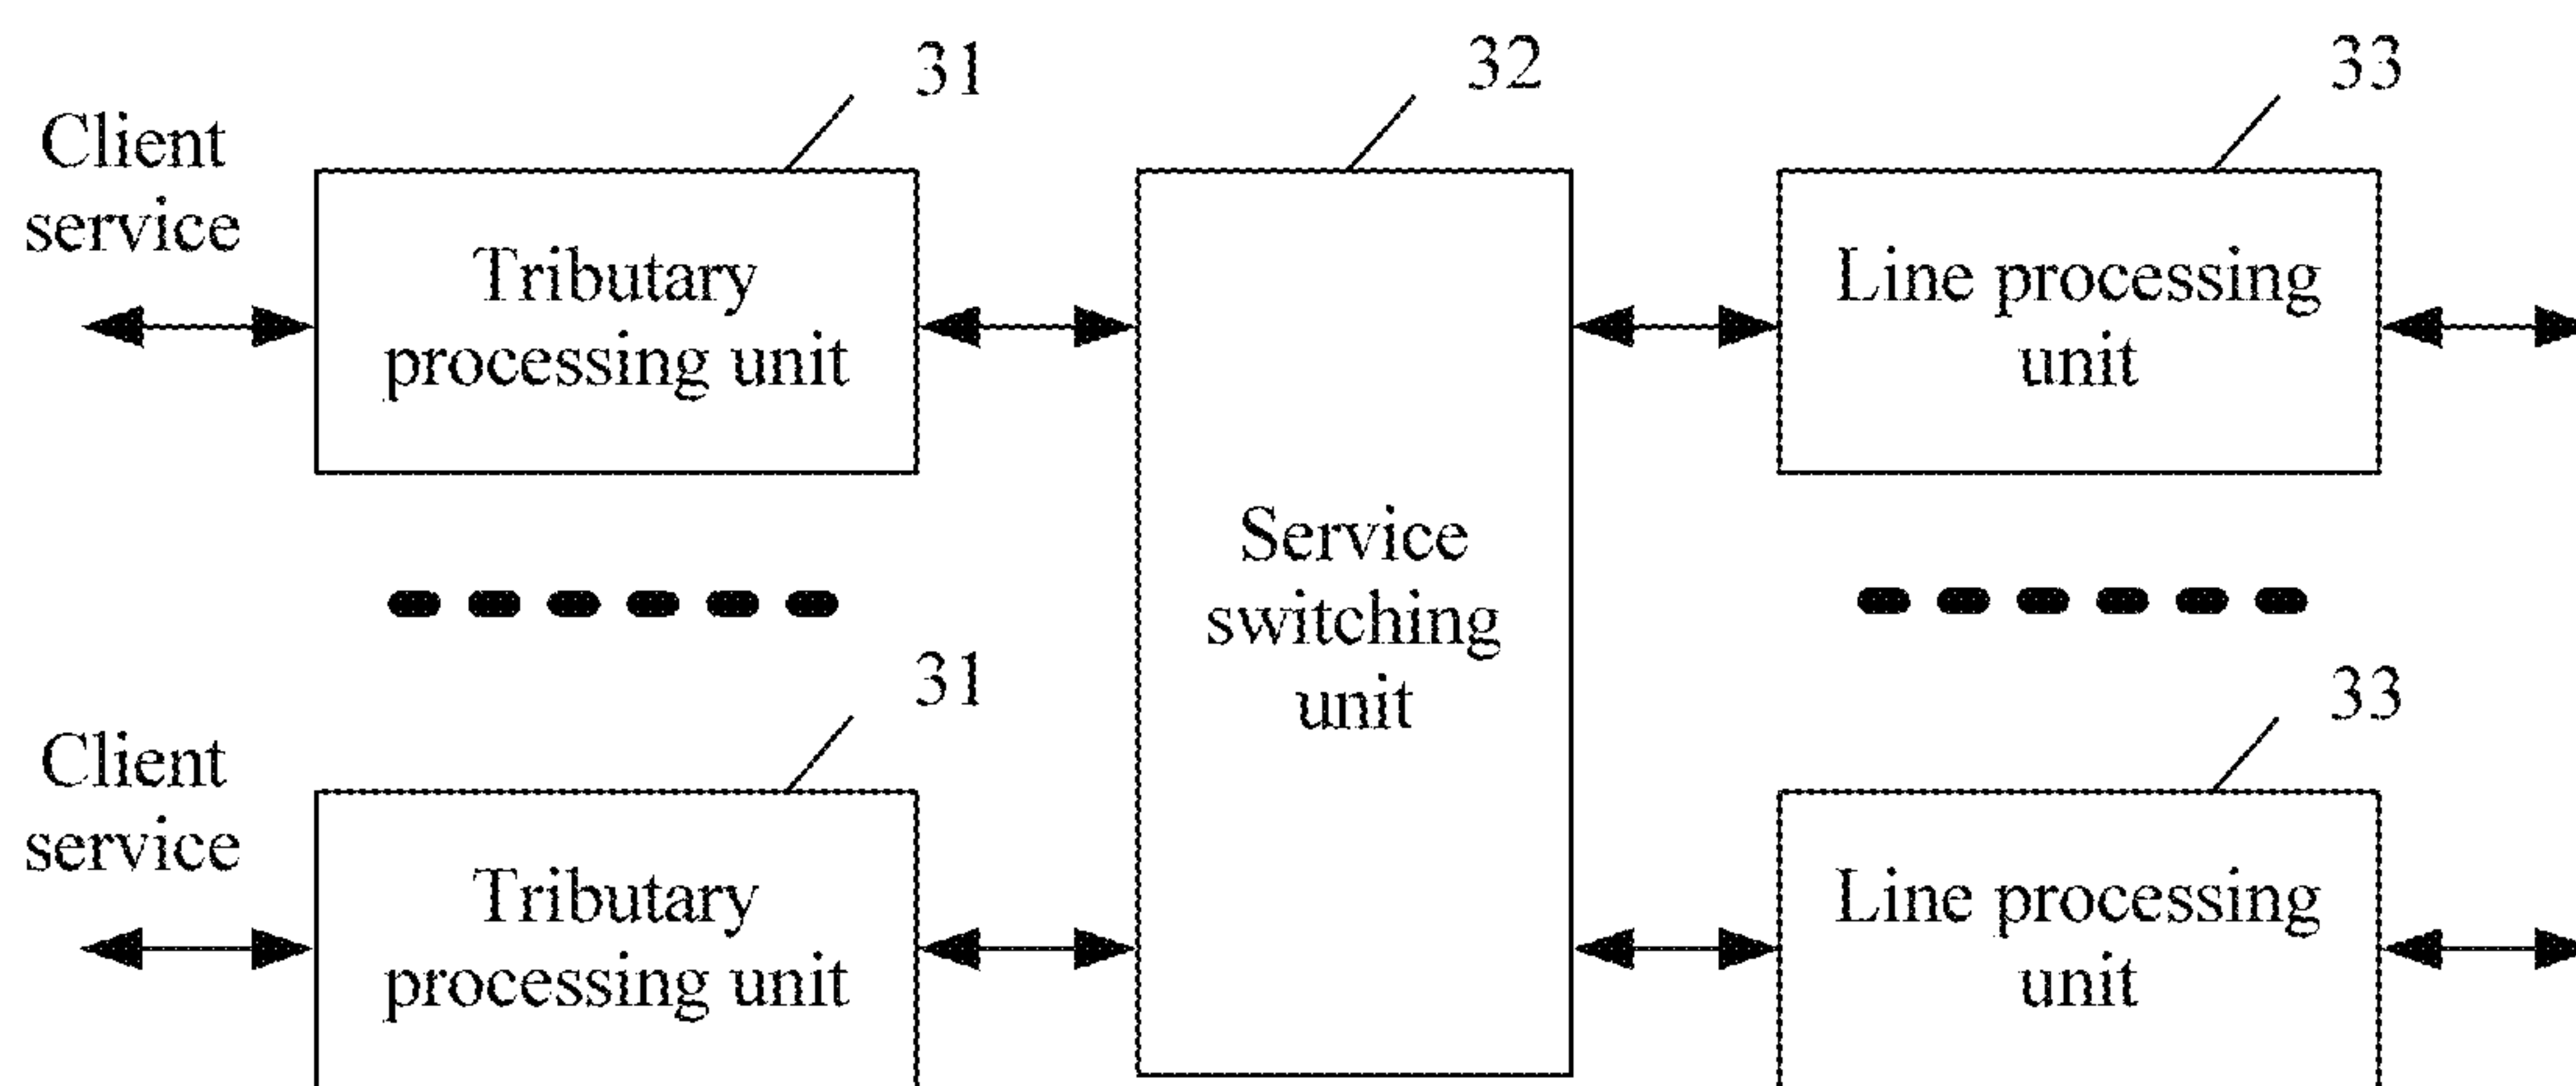 31
32
33
Client
service
Tributary
processing unit
Line processing
unit
Service
switching
unit
31
33
Client
service
Tributary
processing unit
Line processing
unit